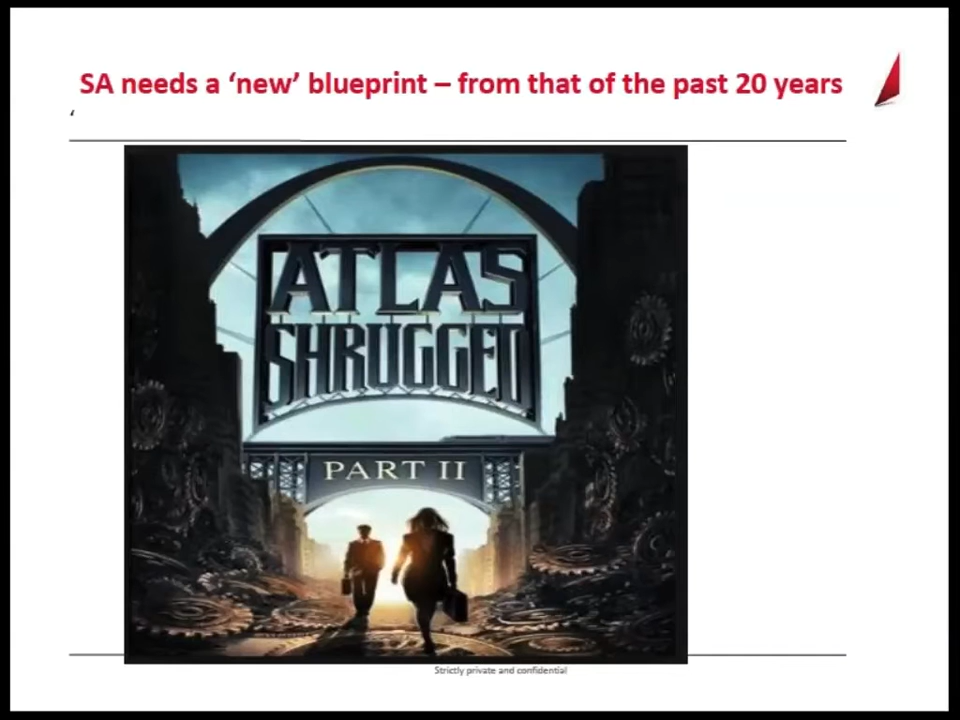 SA needs a ‘new’ blueprint – from that of the past 20 years
‘
ATLAS
SHRUGGED
PART II
Strictly private and confidential